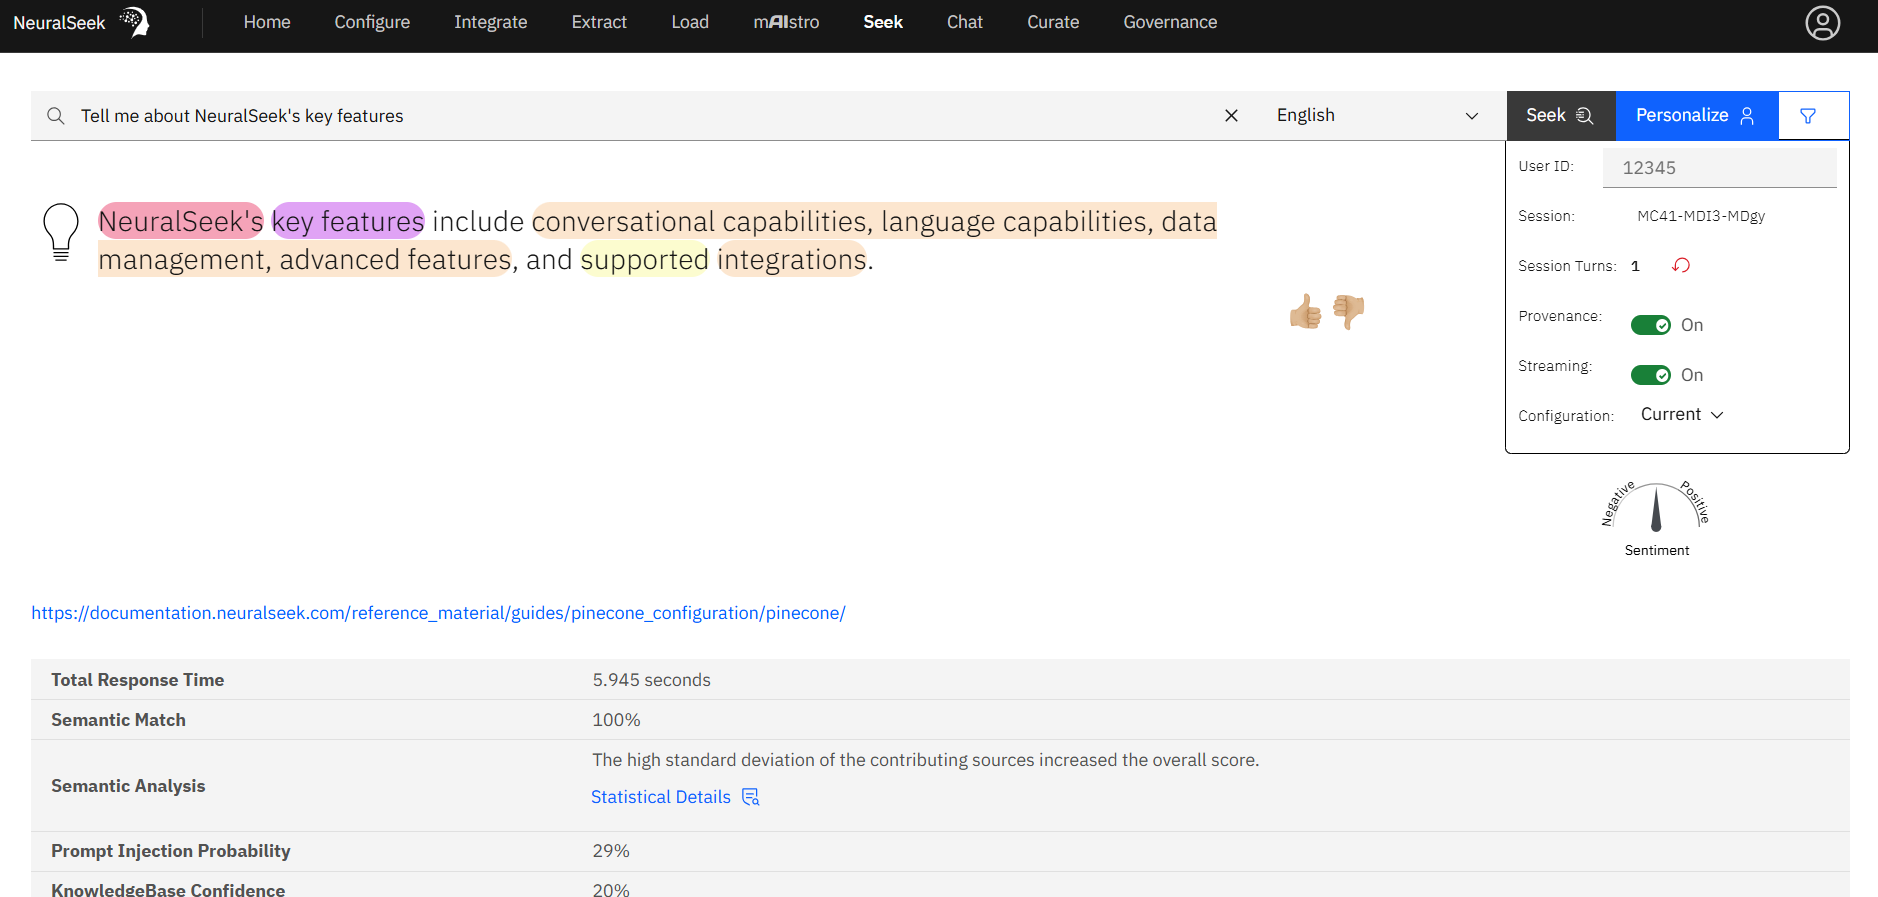 NeuralSeek Home Configure Integrate Extract Load mAIstro Seek Chat Curate Governance
Tell me about NeuralSeek's key features English Seek Personalize
User ID: 12345
Session: MC41-MDI3-MDgy
Session Turns: 1
Provenance: On
Streaming: On
Configuration: Current
NeuralSeek's key features include conversational capabilities, language capabilities, data
management, advanced features, and supported integrations.
Negative Positive
Sentiment
https://documentation.neuralseek.com/reference_material/guides/pinecone_configuration/pinecone/
Total Response Time 5.945 seconds
Semantic Match 100%
Semantic Analysis The high standard deviation of the contributing sources increased the overall score.
Statistical Details
Prompt Injection Probability 29%
KnowledgeBase Confidence 20%